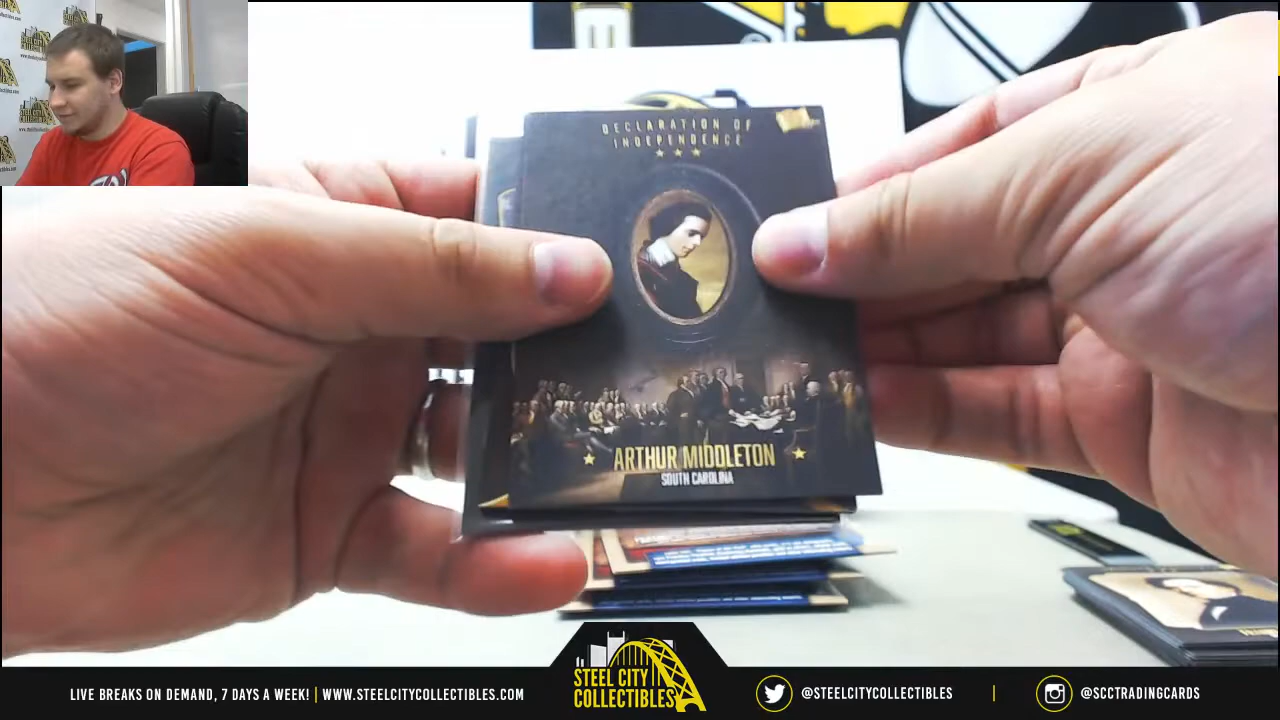 DECLARATION OF
INDEPENDENCE
ARTHUR MIDDLETON
SOUTH CAROLINA
STEEL CITY
COLLECTIBLES
LIVE BREAKS ON DEMAND, 7 DAYS A WEEK! | WWW.STEELCITYCOLLECTIBLES.COM
@STEELCITYCOLLECTIBLES
|
@SCCTRADINGCARDS